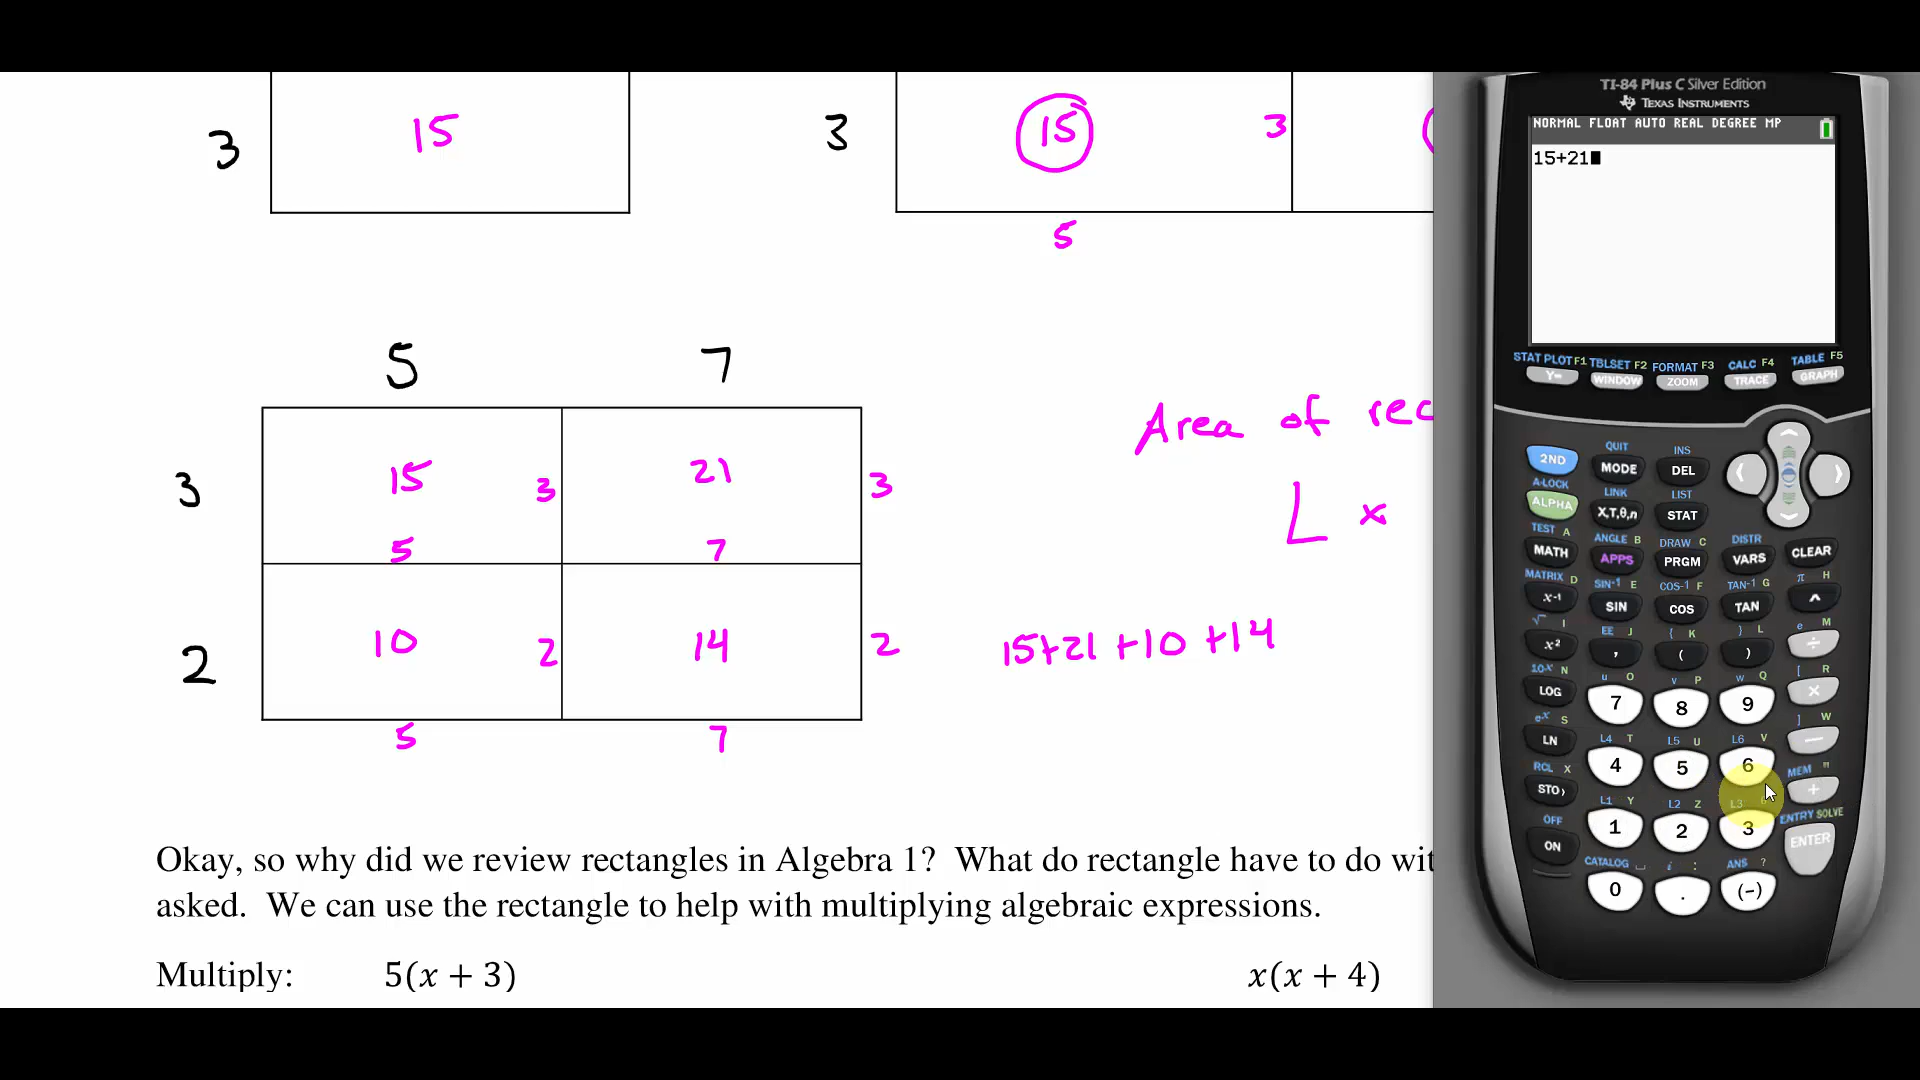 3 15 3 15 3
5
5 7
3 15 3 21 3
5 7
2 10 2 14 2
5 7
Area of rec
L x
15+21+10+14
Okay, so why did we review rectangles in Algebra 1? What do rectangle have to do wit
asked. We can use the rectangle to help with multiplying algebraic expressions.
Multiply: 5(x + 3) x(x + 4)
TI-84 Plus C Silver Edition
TEXAS INSTRUMENTS
NORMAL FLOAT AUTO REAL DEGREE MP
15+21
STAT PLOT F1 TBLSET F2 FORMAT F3 CALC F4 TABLE F5
Y= WINDOW ZOOM TRACE GRAPH
QUIT INS
2ND MODE DEL
A-LOCK LINK LIST
ALPHA X,T,θ,n STAT
TEST A ANGLE B DRAW C DISTR
MATH APPS PRGM VARS CLEAR
MATRIX D SIN⁻¹ E COS⁻¹ F TAN⁻¹ G π H
x⁻¹ SIN COS TAN ^
√ I EE J { K } L e M
x² , ( ) ÷
10ˣ N u O v P w Q [ R
LOG 7 8 9 ×
eˣ S L4 T L5 U L6 V ] W
LN 4 5 6 −
RCL X L1 Y L2 Z L3 MEM "
STO› 1 2 3 +
OFF CATALOG i : ANS ? ENTRY SOLVE
ON 0 . (-) ENTER